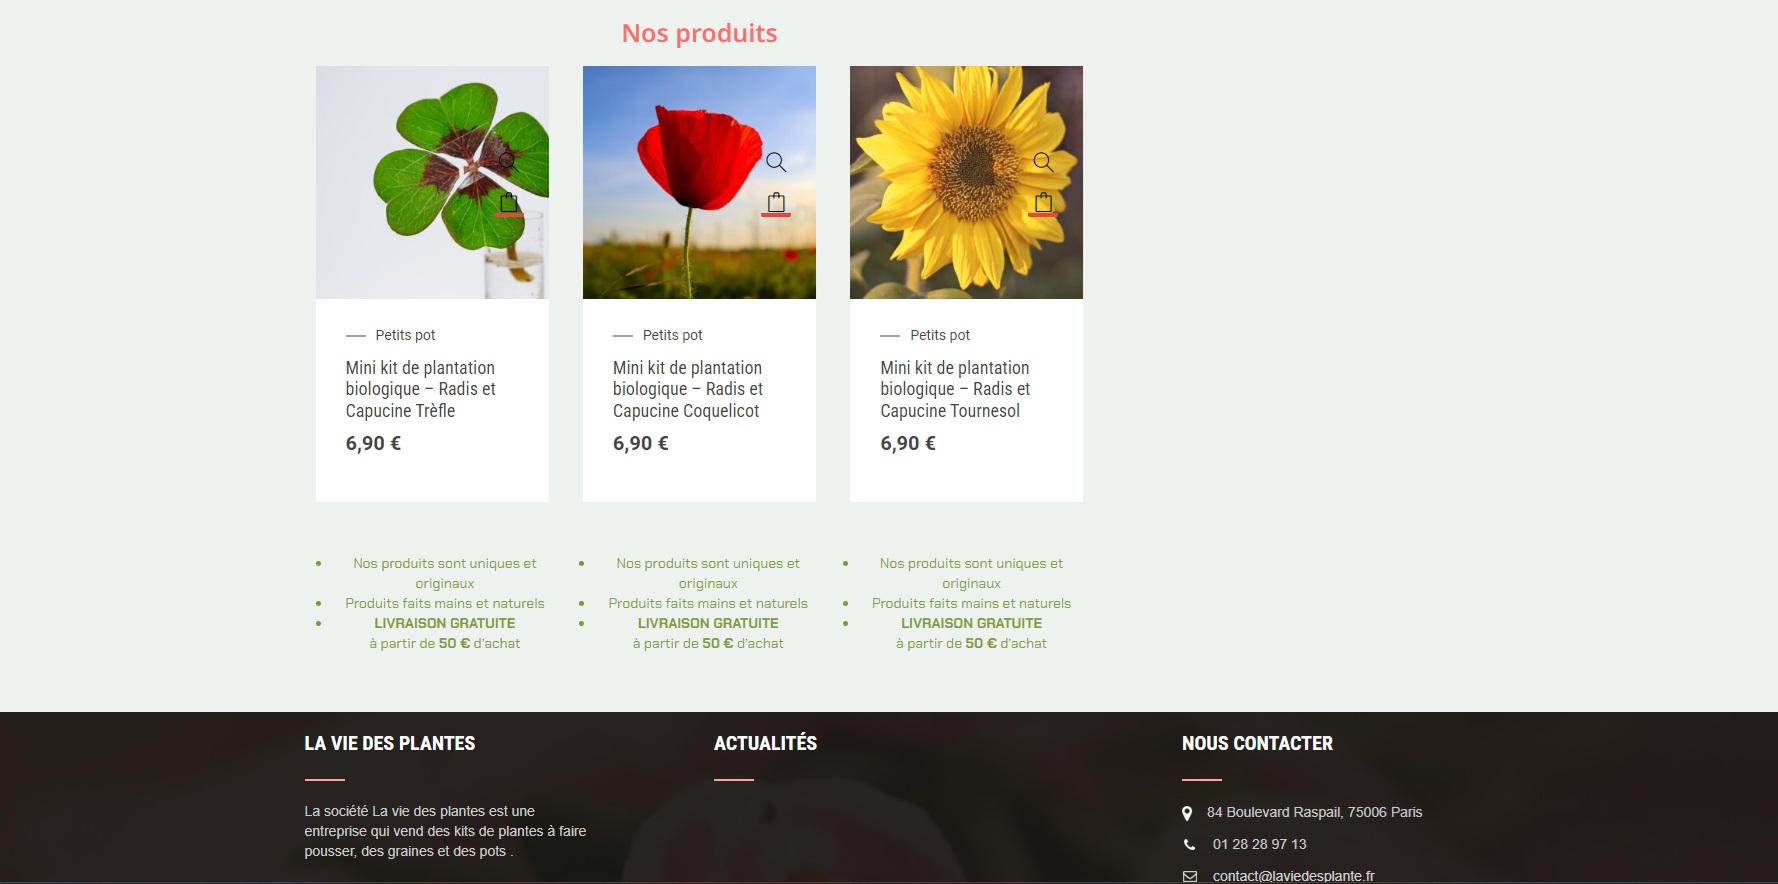 Nos produits
Petits pot
Mini kit de plantation
biologique – Radis et
Capucine Trèfle
6,90 €
Petits pot
Mini kit de plantation
biologique – Radis et
Capucine Coquelicot
6,90 €
Petits pot
Mini kit de plantation
biologique – Radis et
Capucine Tournesol
6,90 €
Nos produits sont uniques et
originaux
Produits faits mains et naturels
LIVRAISON GRATUITE
à partir de 50 € d'achat
Nos produits sont uniques et
originaux
Produits faits mains et naturels
LIVRAISON GRATUITE
à partir de 50 € d'achat
Nos produits sont uniques et
originaux
Produits faits mains et naturels
LIVRAISON GRATUITE
à partir de 50 € d'achat
LA VIE DES PLANTES
La société La vie des plantes est une
entreprise qui vend des kits de plantes à faire
pousser, des graines et des pots .
ACTUALITÉS
NOUS CONTACTER
84 Boulevard Raspail, 75006 Paris
01 28 28 97 13
contact@laviedesplante.fr